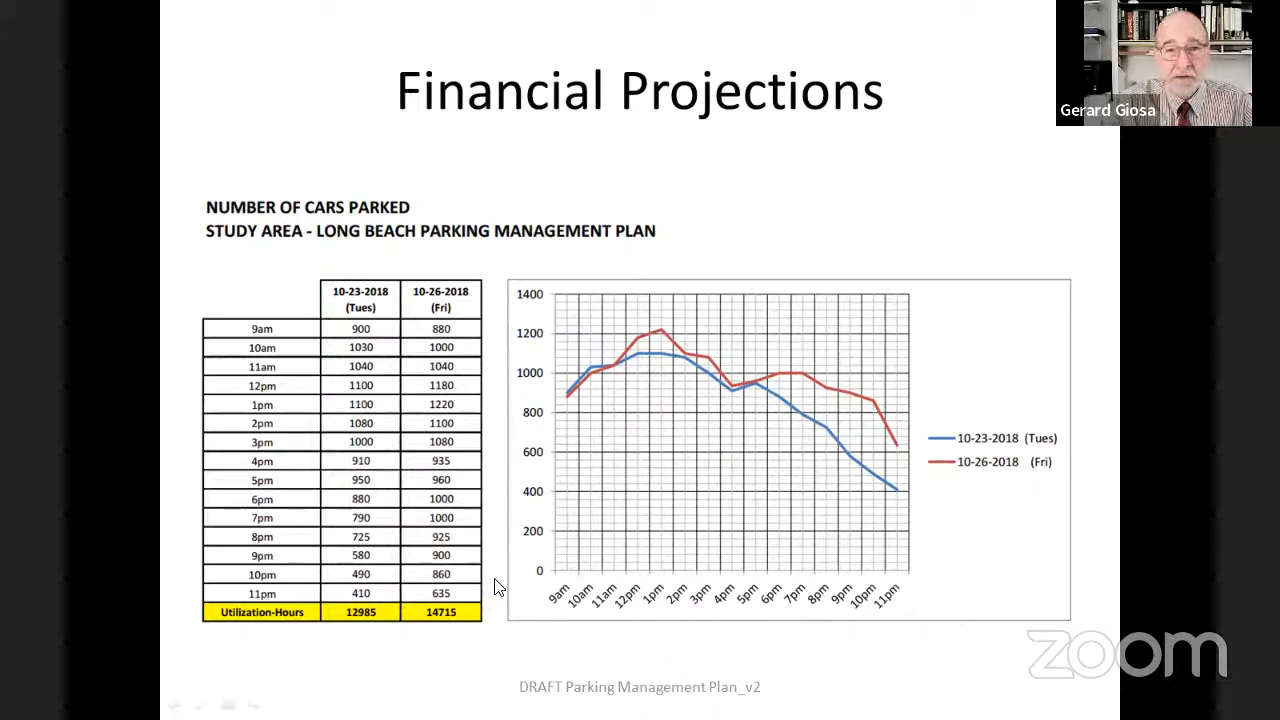 Financial Projections
Gerard Giosa
NUMBER OF CARS PARKED
STUDY AREA - LONG BEACH PARKING MANAGEMENT PLAN
10-23-2018 10-26-2018
(Tues) (Fri)
9am 900 880
10am 1030 1000
11am 1040 1040
12pm 1100 1180
1pm 1100 1220
2pm 1080 1100
3pm 1000 1080
4pm 910 935
5pm 950 960
6pm 880 1000
7pm 790 1000
8pm 725 925
9pm 580 900
10pm 490 860
11pm 410 635
Utilization-Hours 12985 14715
1400
1200
1000
800
600
400
200
0
9am 10am 11am 12pm 1pm 2pm 3pm 4pm 5pm 6pm 7pm 8pm 9pm 10pm 11pm
10-23-2018 (Tues)
10-26-2018 (Fri)
zoom
DRAFT Parking Management Plan_v2